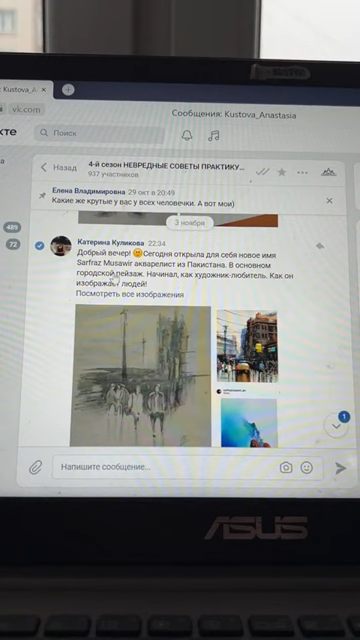 Kustova_A
vk.com
Сообщения: Kustova_Anastasia
кте
Поиск
Назад
4-й сезон НЕВРЕДНЫЕ СОВЕТЫ ПРАКТИКУ...
937 участников
Елена Владимировна 29 окт в 20:49
Какие же крутые у вас у всех человечки. А вот мои)
3 ноября
489
72
Катерина Куликова 22:34
Добрый вечер! Сегодня открыла для себя новое имя
Sarfraz Musawir акварелист из Пакистана. В основном
городской пейзаж. Начинал, как художник-любитель. Как он
изображает людей!
Посмотреть все изображения
1
Напишите сообщение...
ASUS